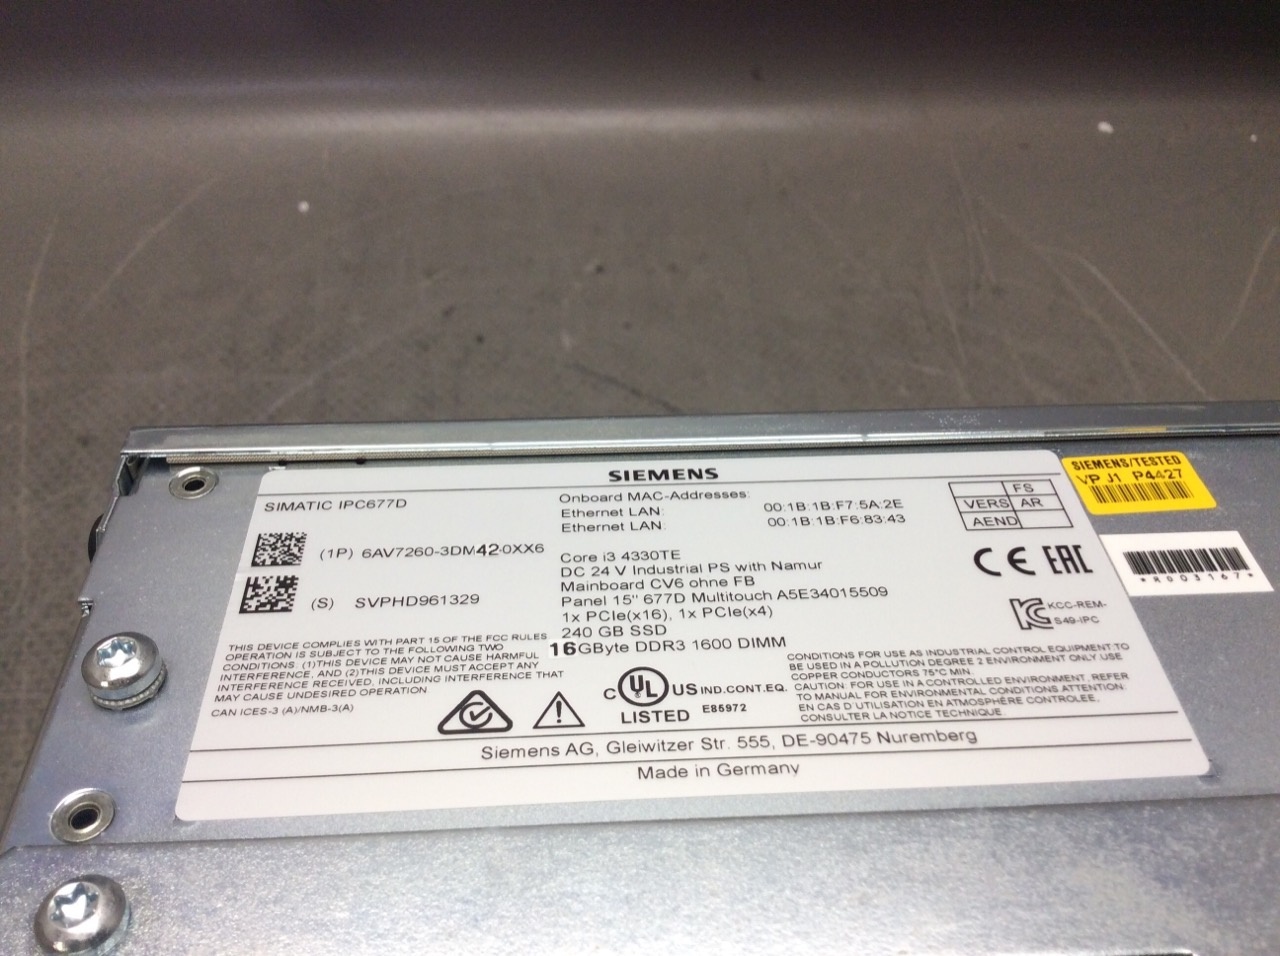 SIEMENS
SIMATIC IPC677D
(1P) 6AV7260-3DM42-0XX6
(S) SVPHD961329
THIS DEVICE COMPLIES WITH PART 15 OF THE FCC RULES
OPERATION IS SUBJECT TO THE FOLLOWING TWO
CONDITIONS: (1)THIS DEVICE MAY NOT CAUSE HARMFUL
INTERFERENCE, AND (2)THIS DEVICE MUST ACCEPT ANY
INTERFERENCE RECEIVED, INCLUDING INTERFERENCE THAT
MAY CAUSE UNDESIRED OPERATION
CAN ICES-3 (A)/NMB-3(A)
Onboard MAC-Addresses:
Ethernet LAN: 00:1B:1B:F7:5A:2E
Ethernet LAN: 00:1B:1B:F6:83:43
Core i3 4330TE
DC 24 V Industrial PS with Namur
Mainboard CV6 ohne FB
Panel 15" 677D Multitouch A5E34015509
1x PCIe(x16), 1x PCIe(x4)
240 GB SSD
16GByte DDR3 1600 DIMM
C UL US IND.CONT.EQ.
LISTED E85972
FS
VERS AR
AEND
CE EAC
KC KCC-REM-
S49-IPC
CONDITIONS FOR USE AS INDUSTRIAL CONTROL EQUIPMENT:TO
BE USED IN A POLLUTION DEGREE 2 ENVIRONMENT ONLY USE
COPPER CONDUCTORS 75°C MIN.
CAUTION: FOR USE IN A CONTROLLED ENVIRONMENT. REFER
TO MANUAL FOR ENVIRONMENTAL CONDITIONS ATTENTION:
EN CAS D'UTILISATION EN ATMOSPHÈRE CONTROLÉE,
CONSULTER LA NOTICE TECHNIQUE.
Siemens AG, Gleiwitzer Str. 555, DE-90475 Nuremberg
Made in Germany
SIEMENS/TESTED
VP J1 P4427
*R003167*